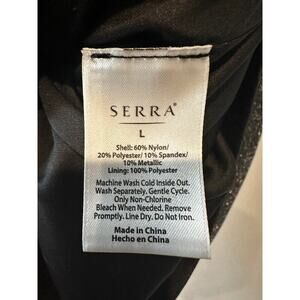 SERRA®
L
Shell: 60% Nylon/
20% Polyester/ 10% Spandex/
10% Metallic
Lining: 100% Polyester
Machine Wash Cold Inside Out.
Wash Separately. Gentle Cycle.
Only Non-Chlorine
Bleach When Needed. Remove
Promptly. Line Dry. Do Not Iron.
Made in China
Hecho en China